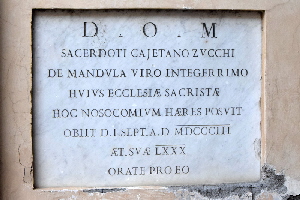 D . O . M
SACERDOTI CAJETANO ZVCCHI
DE MANDVLA VIRO INTEGERRIMO
HVIVS ECCLESIÆ SACRISTÆ
HOC NOSOCOMIVM HÆRES POSVIT
OBIIT D. I. SEPT. A. D MDCCCIII
ÆT. SVÆ LXXX
ORATE PRO EO